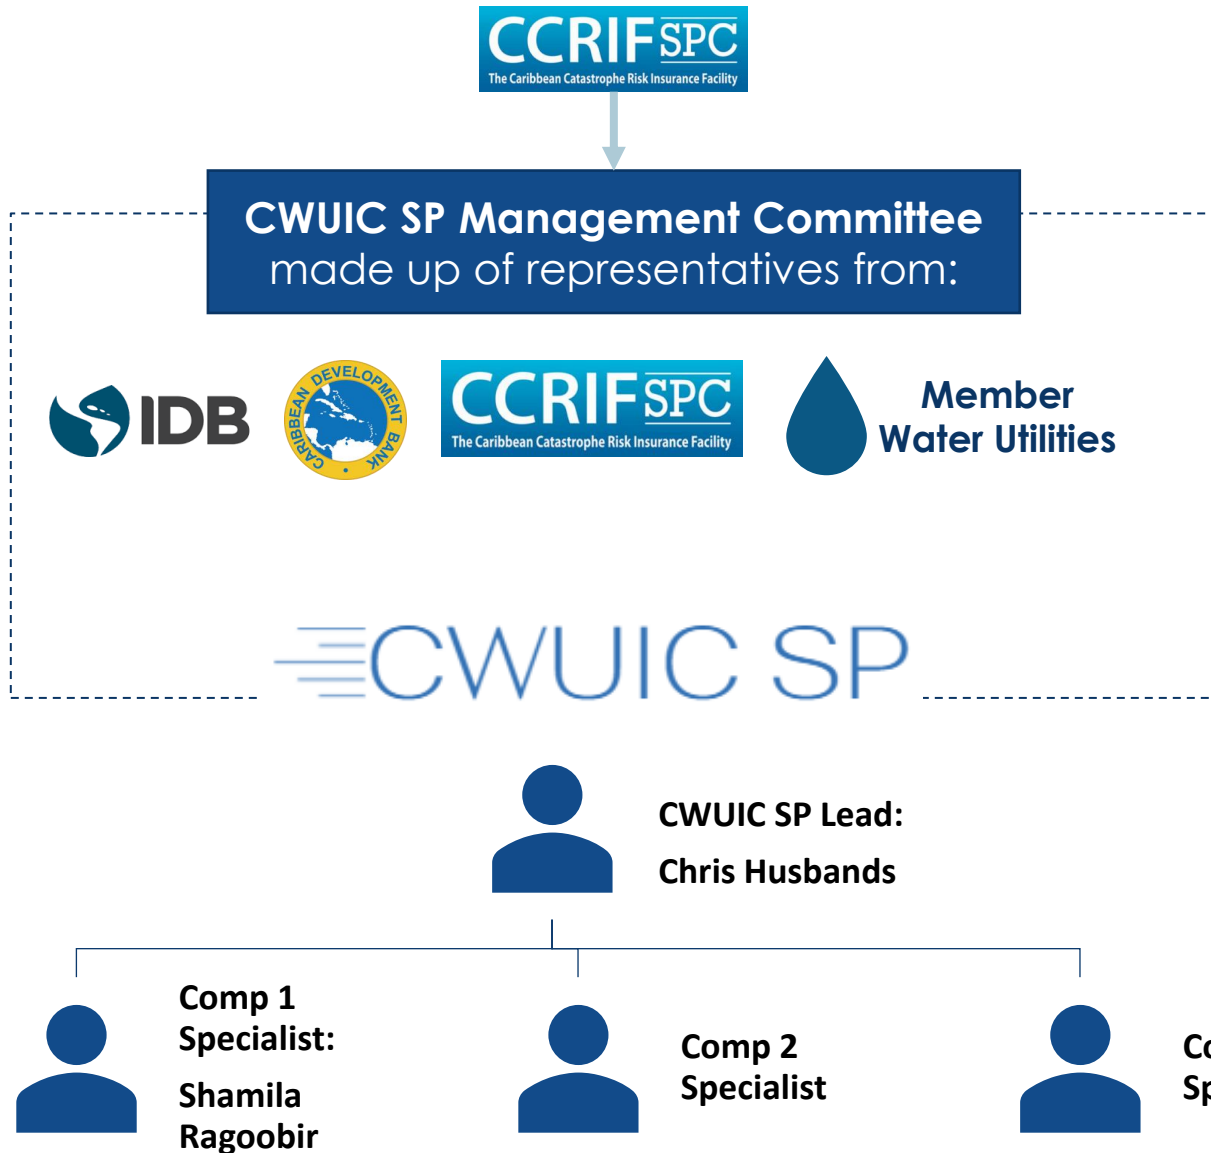 CCRIF SPC
The Caribbean Catastrophe Risk Insurance Facility
CWUIC SP Management Committee
made up of representatives from:
IDB
CARIBBEAN DEVELOPMENT BANK
CCRIF SPC
The Caribbean Catastrophe Risk Insurance Facility
Member
Water Utilities
CWUIC SP
CWUIC SP Lead:
Chris Husbands
Comp 1
Specialist:
Shamila
Ragoobir
Comp 2
Specialist